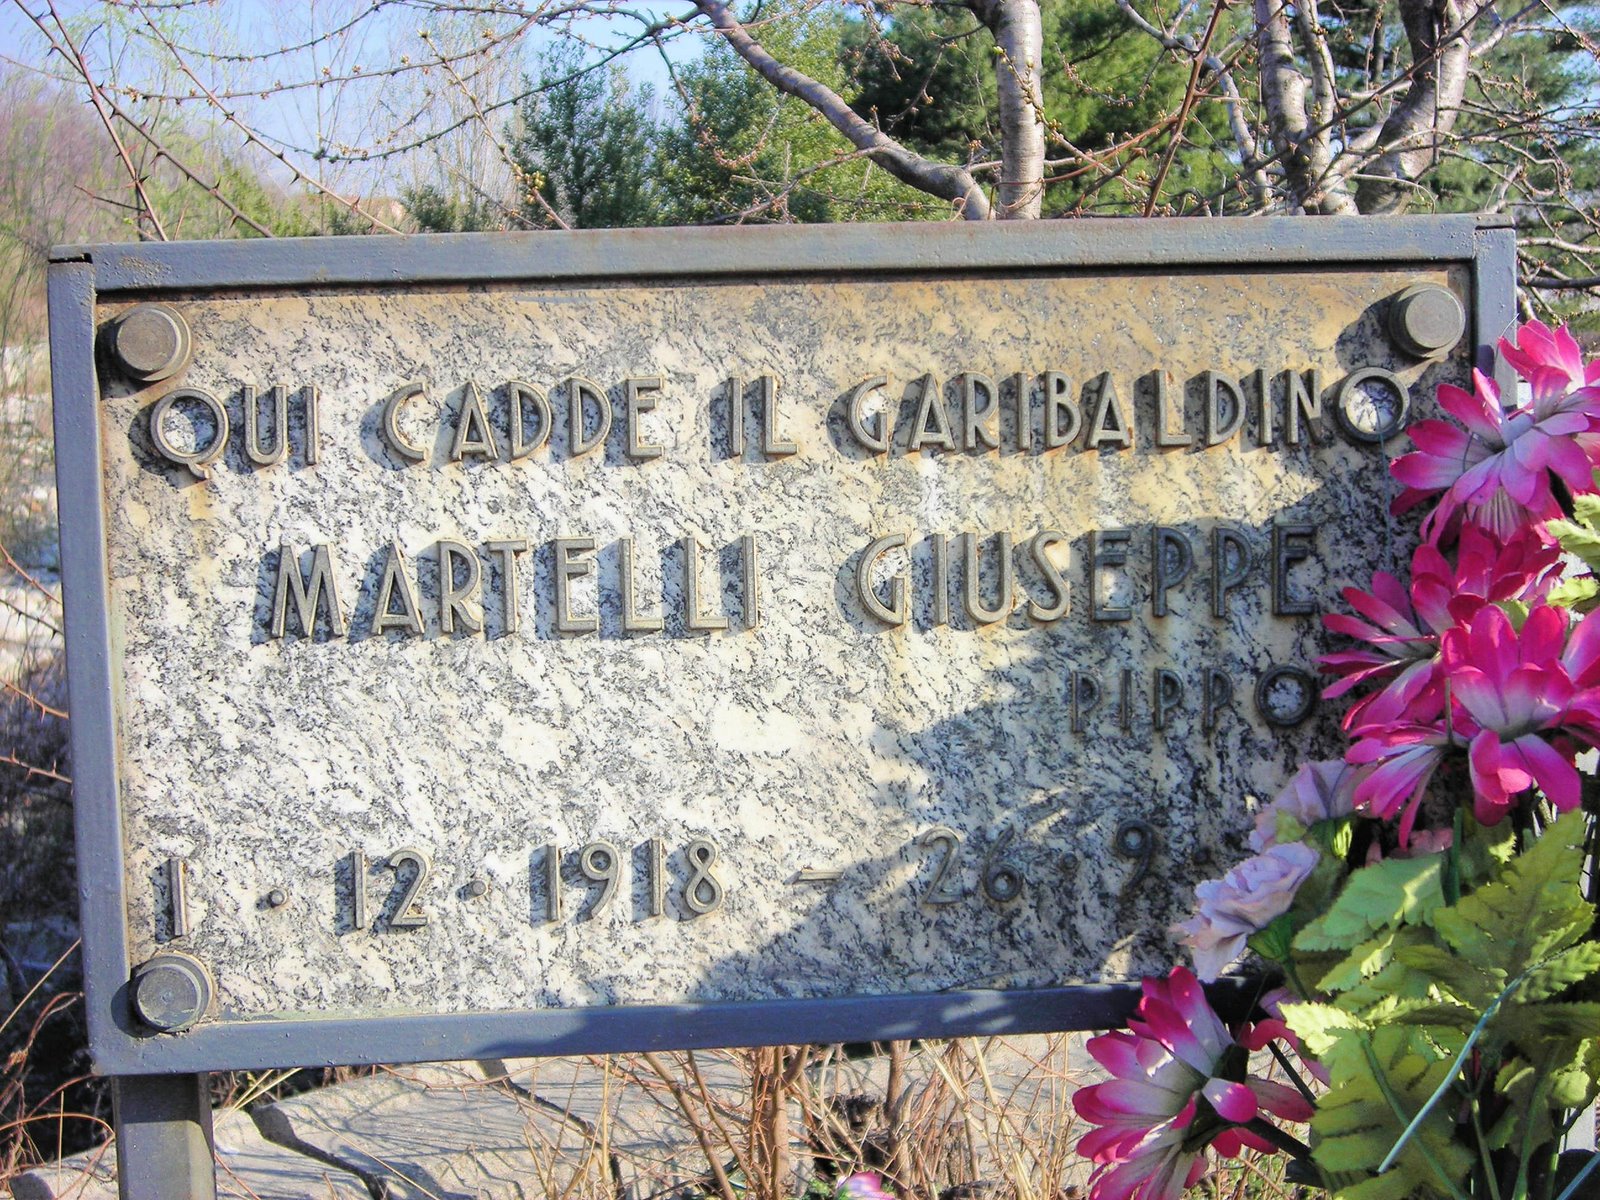 QUI CADDE IL GARIBALDINO
MARTELLI GIUSEPPE
PIPPO
1 · 12 · 1918 - 26 · 9 ·